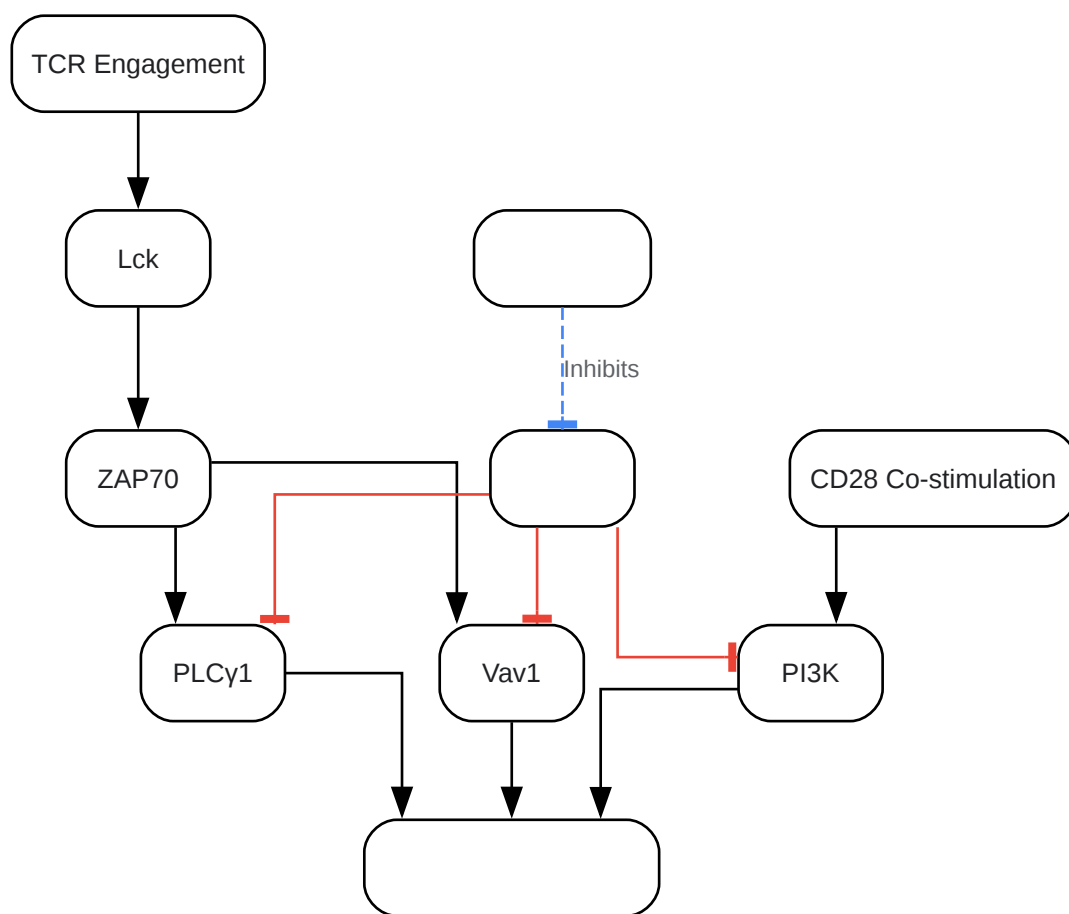 TCR Engagement
Lck
Inhibits
ZAP70
CD28 Co-stimulation
PLCγ1
Vav1
PI3K